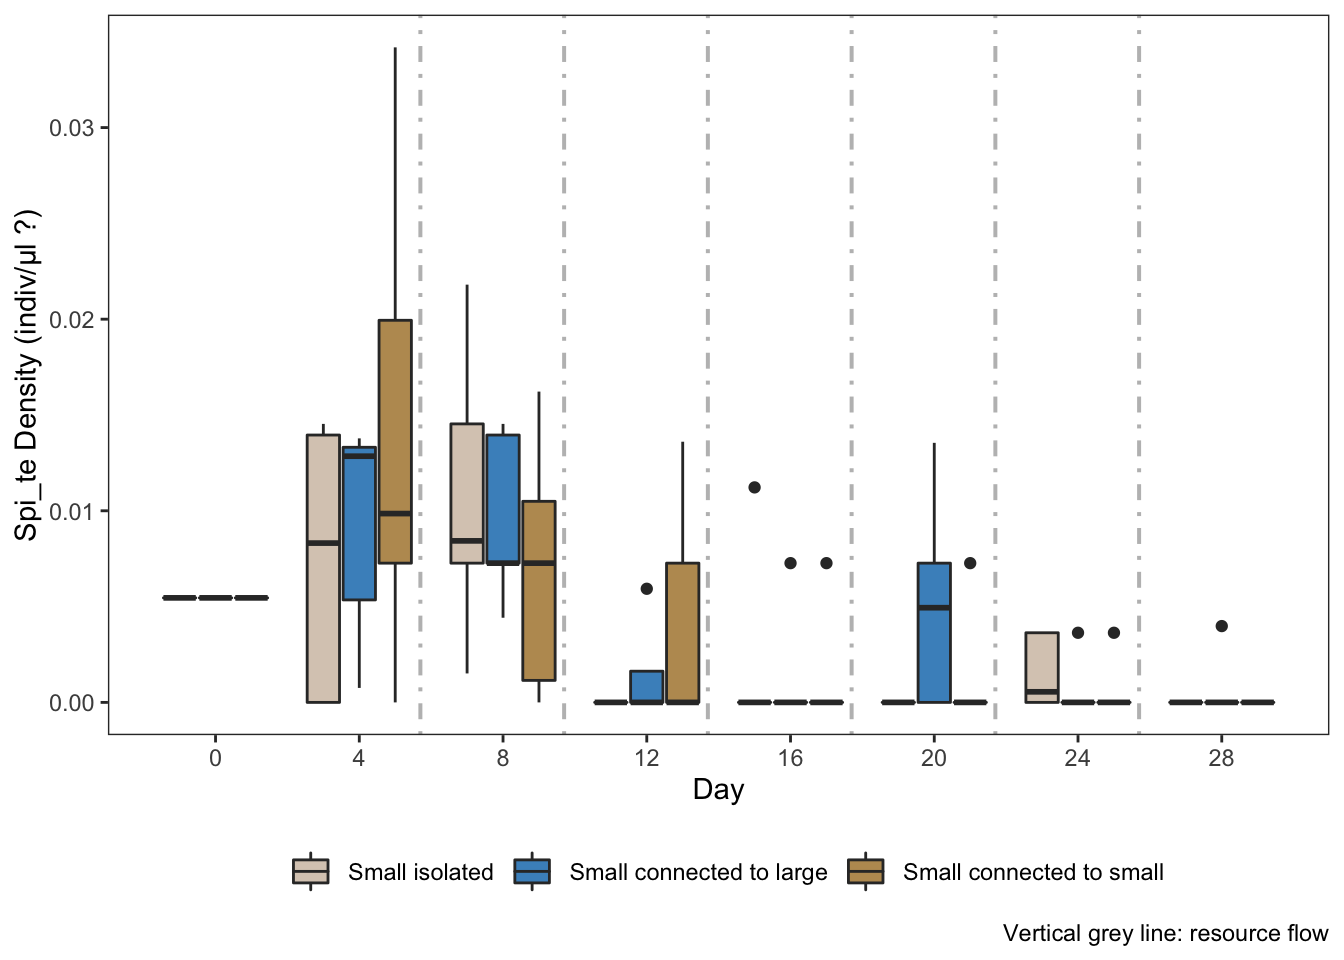 0.03
0.02
0.01
0.00
Spi_te Density (indiv/μl ?)
0 4 8 12 16 20 24 28
Day
Small isolated Small connected to large Small connected to small
Vertical grey line: resource flow